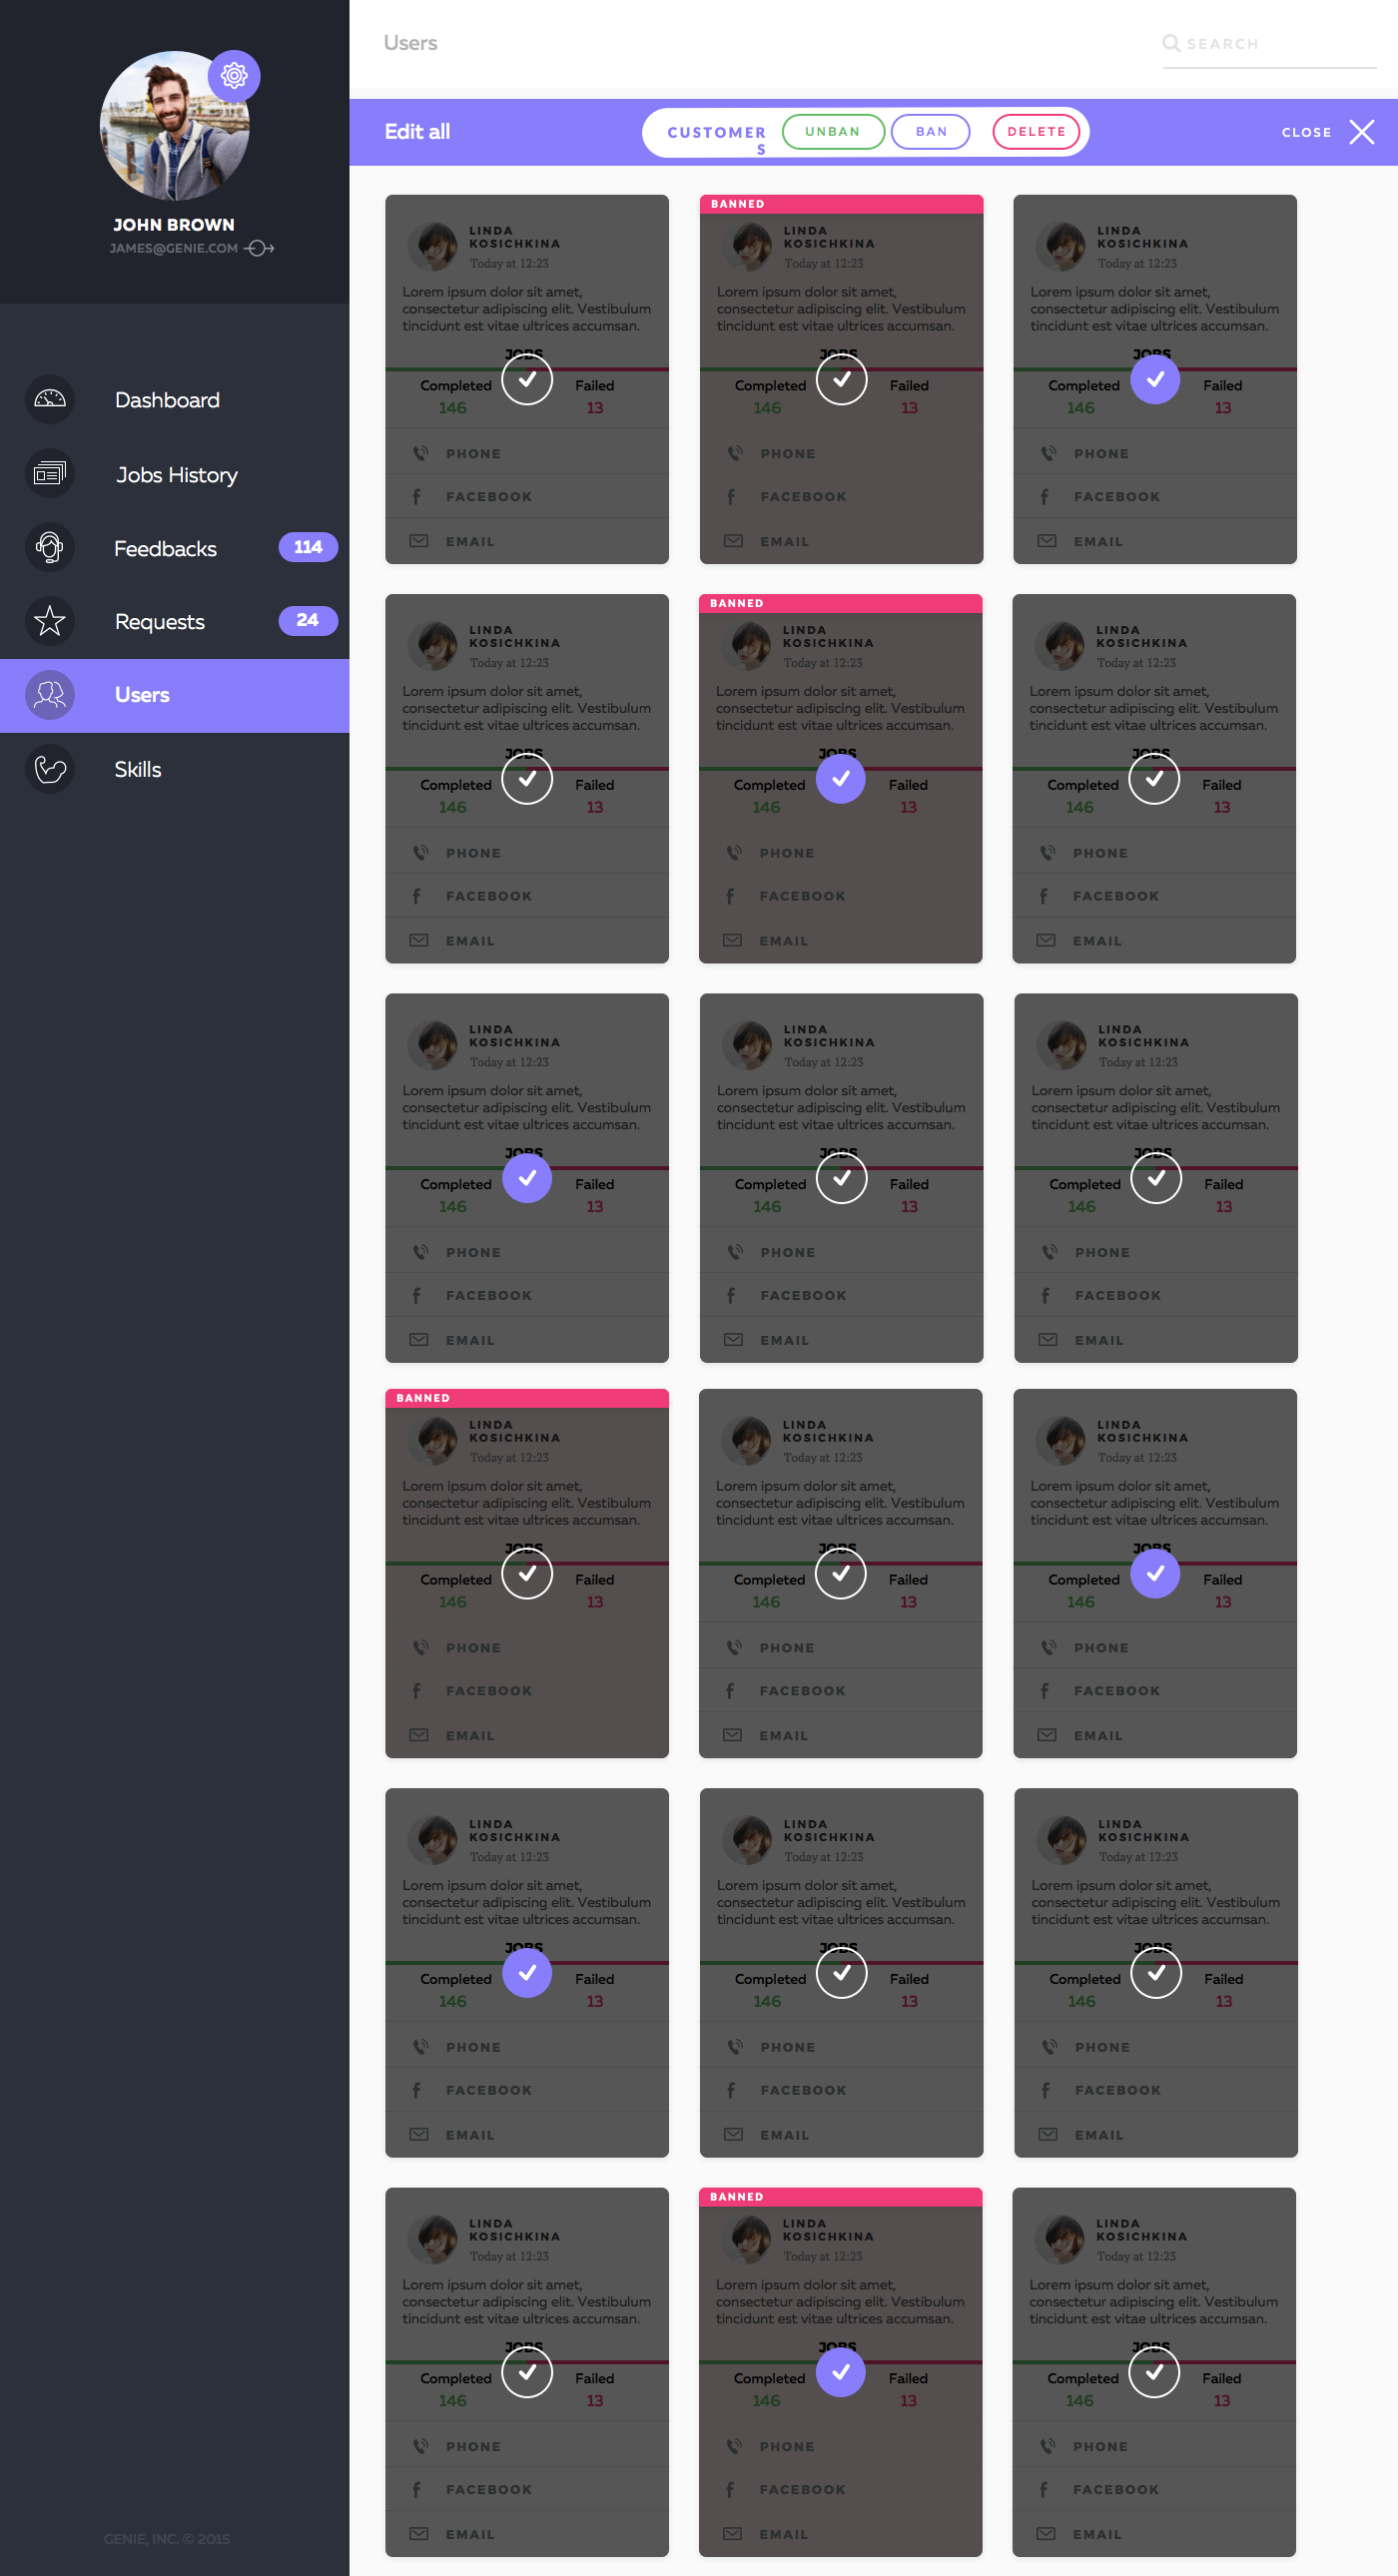 Users
SEARCH
JOHN BROWN
JAMES@GENIE.COM
Dashboard
Jobs History
Feedbacks 114
Requests 24
Users
Skills
GENIE, INC. © 2015
Edit all
CUSTOMER
S
UNBAN
BAN
DELETE
CLOSE
LINDA
KOSICHKINA
Today at 12:23
Lorem ipsum dolor sit amet,
consectetur adipiscing elit. Vestibulum
tincidunt est vitae ultrices accumsan.
JOBS
Completed Failed
146 13
PHONE
FACEBOOK
EMAIL
BANNED
LINDA
KOSICHKINA
Today at 12:23
Lorem ipsum dolor sit amet,
consectetur adipiscing elit. Vestibulum
tincidunt est vitae ultrices accumsan.
JOBS
Completed Failed
146 13
PHONE
FACEBOOK
EMAIL
LINDA
KOSICHKINA
Today at 12:23
Lorem ipsum dolor sit amet,
consectetur adipiscing elit. Vestibulum
tincidunt est vitae ultrices accumsan.
JOBS
Completed Failed
146 13
PHONE
FACEBOOK
EMAIL
LINDA
KOSICHKINA
Today at 12:23
Lorem ipsum dolor sit amet,
consectetur adipiscing elit. Vestibulum
tincidunt est vitae ultrices accumsan.
JOBS
Completed Failed
146 13
PHONE
FACEBOOK
EMAIL
BANNED
LINDA
KOSICHKINA
Today at 12:23
Lorem ipsum dolor sit amet,
consectetur adipiscing elit. Vestibulum
tincidunt est vitae ultrices accumsan.
JOBS
Completed Failed
146 13
PHONE
FACEBOOK
EMAIL
LINDA
KOSICHKINA
Today at 12:23
Lorem ipsum dolor sit amet,
consectetur adipiscing elit. Vestibulum
tincidunt est vitae ultrices accumsan.
JOBS
Completed Failed
146 13
PHONE
FACEBOOK
EMAIL
LINDA
KOSICHKINA
Today at 12:23
Lorem ipsum dolor sit amet,
consectetur adipiscing elit. Vestibulum
tincidunt est vitae ultrices accumsan.
JOBS
Completed Failed
146 13
PHONE
FACEBOOK
EMAIL
LINDA
KOSICHKINA
Today at 12:23
Lorem ipsum dolor sit amet,
consectetur adipiscing elit. Vestibulum
tincidunt est vitae ultrices accumsan.
JOBS
Completed Failed
146 13
PHONE
FACEBOOK
EMAIL
LINDA
KOSICHKINA
Today at 12:23
Lorem ipsum dolor sit amet,
consectetur adipiscing elit. Vestibulum
tincidunt est vitae ultrices accumsan.
JOBS
Completed Failed
146 13
PHONE
FACEBOOK
EMAIL
BANNED
LINDA
KOSICHKINA
Today at 12:23
Lorem ipsum dolor sit amet,
consectetur adipiscing elit. Vestibulum
tincidunt est vitae ultrices accumsan.
JOBS
Completed Failed
146 13
PHONE
FACEBOOK
EMAIL
LINDA
KOSICHKINA
Today at 12:23
Lorem ipsum dolor sit amet,
consectetur adipiscing elit. Vestibulum
tincidunt est vitae ultrices accumsan.
JOBS
Completed Failed
146 13
PHONE
FACEBOOK
EMAIL
LINDA
KOSICHKINA
Today at 12:23
Lorem ipsum dolor sit amet,
consectetur adipiscing elit. Vestibulum
tincidunt est vitae ultrices accumsan.
JOBS
Completed Failed
146 13
PHONE
FACEBOOK
EMAIL
LINDA
KOSICHKINA
Today at 12:23
Lorem ipsum dolor sit amet,
consectetur adipiscing elit. Vestibulum
tincidunt est vitae ultrices accumsan.
JOBS
Completed Failed
146 13
PHONE
FACEBOOK
EMAIL
LINDA
KOSICHKINA
Today at 12:23
Lorem ipsum dolor sit amet,
consectetur adipiscing elit. Vestibulum
tincidunt est vitae ultrices accumsan.
JOBS
Completed Failed
146 13
PHONE
FACEBOOK
EMAIL
LINDA
KOSICHKINA
Today at 12:23
Lorem ipsum dolor sit amet,
consectetur adipiscing elit. Vestibulum
tincidunt est vitae ultrices accumsan.
JOBS
Completed Failed
146 13
PHONE
FACEBOOK
EMAIL
LINDA
KOSICHKINA
Today at 12:23
Lorem ipsum dolor sit amet,
consectetur adipiscing elit. Vestibulum
tincidunt est vitae ultrices accumsan.
JOBS
Completed Failed
146 13
PHONE
FACEBOOK
EMAIL
BANNED
LINDA
KOSICHKINA
Today at 12:23
Lorem ipsum dolor sit amet,
consectetur adipiscing elit. Vestibulum
tincidunt est vitae ultrices accumsan.
JOBS
Completed Failed
146 13
PHONE
FACEBOOK
EMAIL
LINDA
KOSICHKINA
Today at 12:23
Lorem ipsum dolor sit amet,
consectetur adipiscing elit. Vestibulum
tincidunt est vitae ultrices accumsan.
JOBS
Completed Failed
146 13
PHONE
FACEBOOK
EMAIL